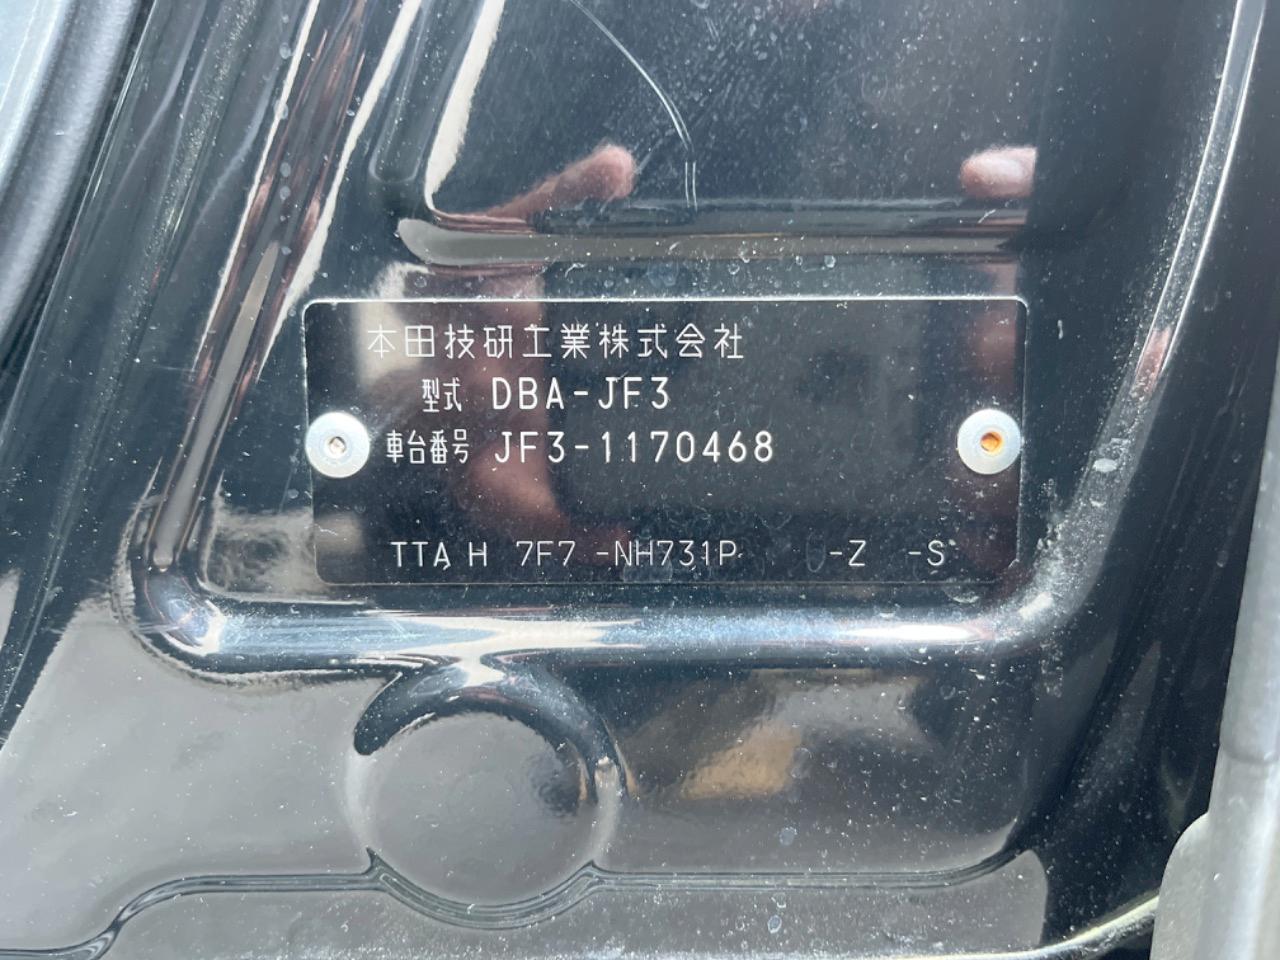 本田技研工業株式会社
型式 DBA-JF3
車台番号 JF3-1170468
TTA H 7F7 -NH731P -Z -S